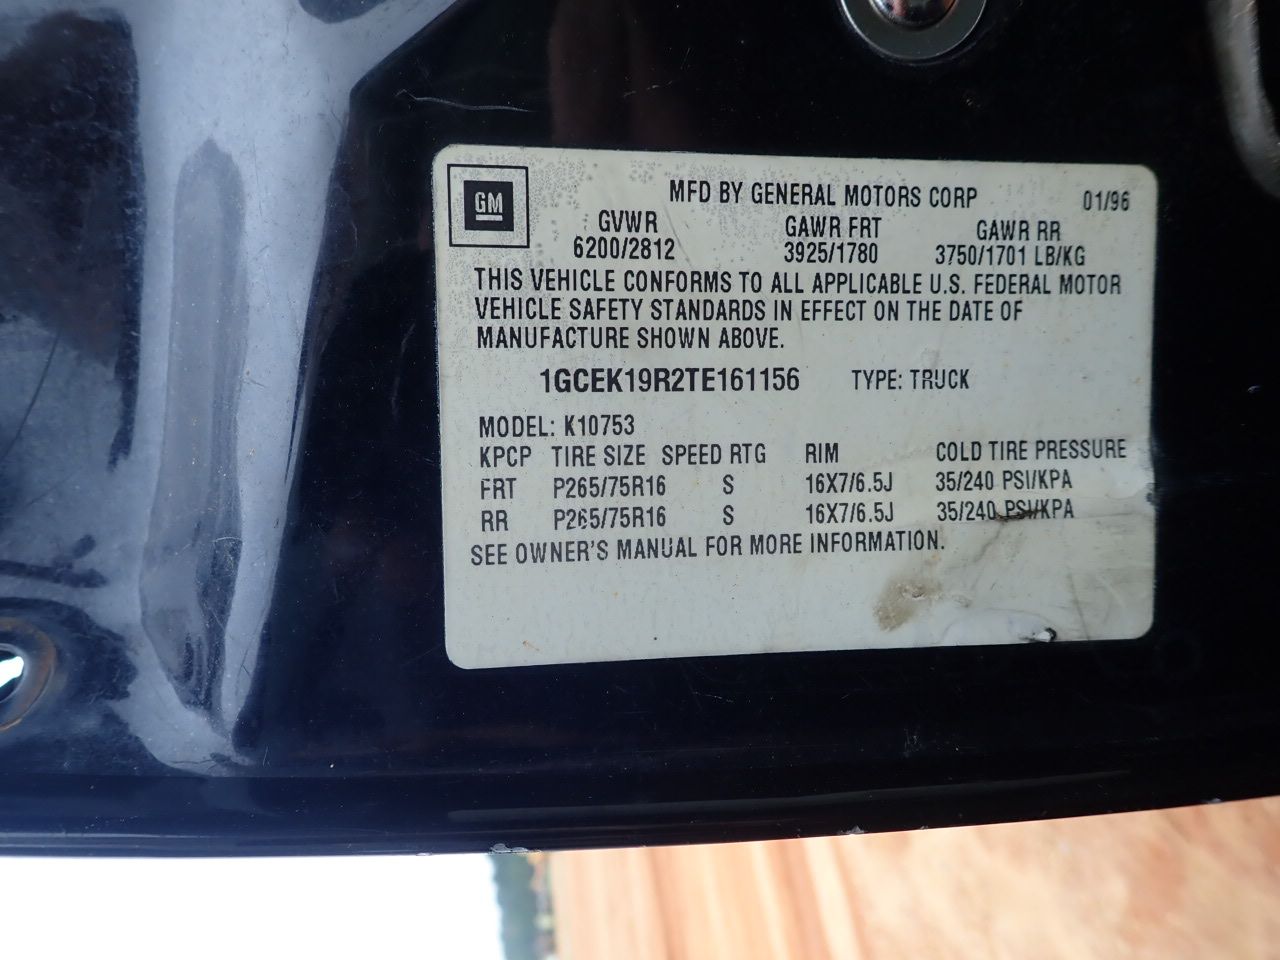 GM
MFD BY GENERAL MOTORS CORP 01/96
GVWR GAWR FRT GAWR RR
6200/2812 3925/1780 3750/1701 LB/KG
THIS VEHICLE CONFORMS TO ALL APPLICABLE U.S. FEDERAL MOTOR
VEHICLE SAFETY STANDARDS IN EFFECT ON THE DATE OF
MANUFACTURE SHOWN ABOVE.
1GCEK19R2TE161156 TYPE: TRUCK
MODEL: K10753
KPCP TIRE SIZE SPEED RTG RIM COLD TIRE PRESSURE
FRT P265/75R16 S 16X7/6.5J 35/240 PSI/KPA
RR P265/75R16 S 16X7/6.5J 35/240 PSI/KPA
SEE OWNER'S MANUAL FOR MORE INFORMATION.